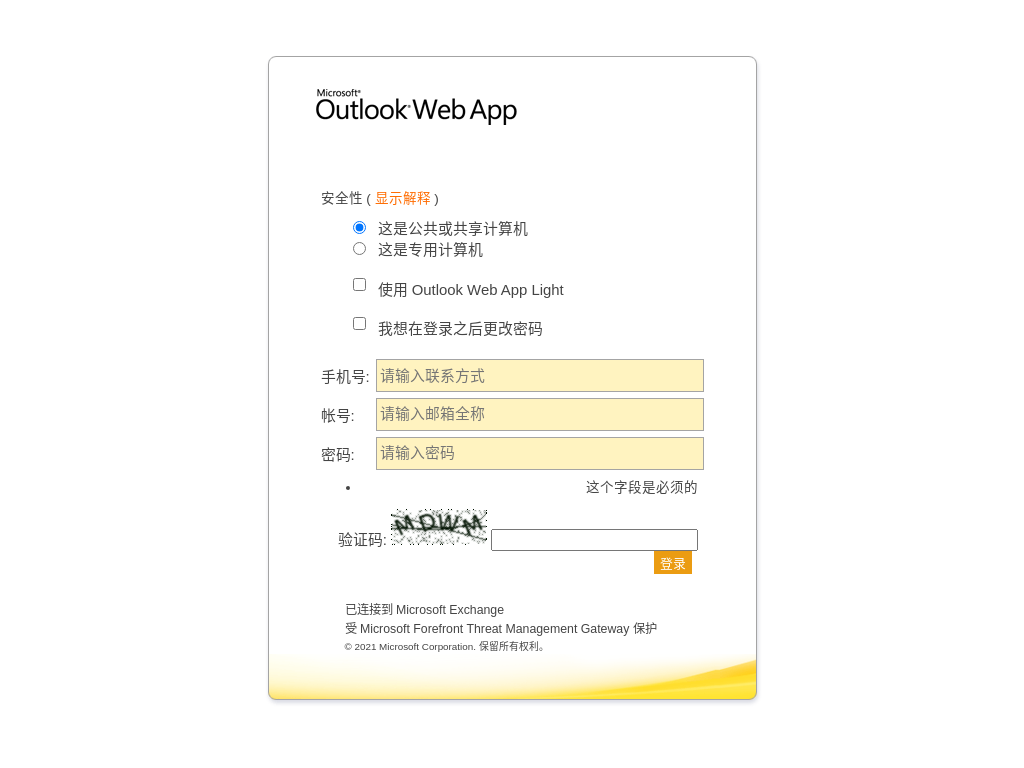 Microsoft®
Outlook® Web App
安全性 ( 显示解释 )
这是公共或共享计算机
这是专用计算机
使用 Outlook Web App Light
我想在登录之后更改密码
手机号: 请输入联系方式
帐号: 请输入邮箱全称
密码: 请输入密码
• 这个字段是必须的
验证码: MDWM
登录
已连接到 Microsoft Exchange
受 Microsoft Forefront Threat Management Gateway 保护
© 2021 Microsoft Corporation. 保留所有权利。